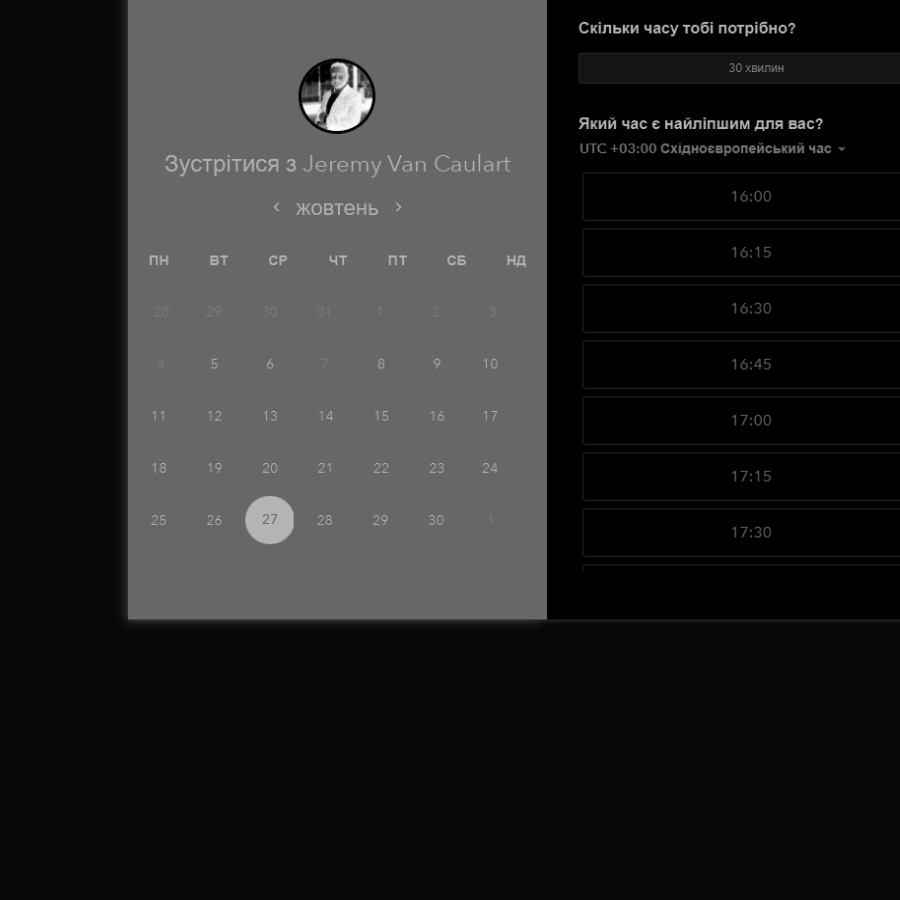 Зустрітися з Jeremy Van Caulart
‹ жовтень ›
ПН ВТ СР ЧТ ПТ СБ НД
28 29 30 31 1 2 3
4 5 6 7 8 9 10
11 12 13 14 15 16 17
18 19 20 21 22 23 24
25 26 27 28 29 30 1
Скільки часу тобі потрібно?
30 хвилин
Який час є найліпшим для вас?
UTC +03:00 Східноєвропейський час
16:00
16:15
16:30
16:45
17:00
17:15
17:30